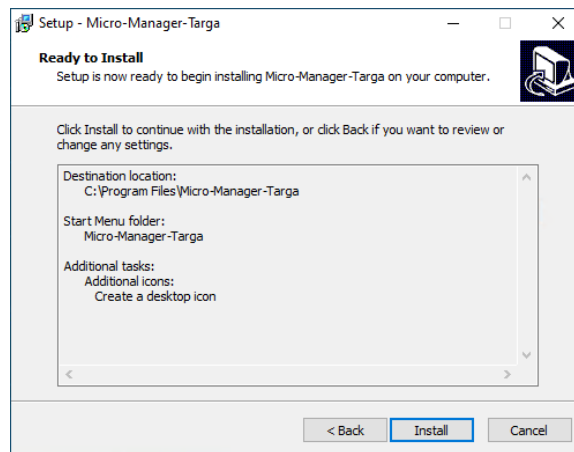 Setup - Micro-Manager-Targa
Ready to Install
Setup is now ready to begin installing Micro-Manager-Targa on your computer.
Click Install to continue with the installation, or click Back if you want to review or
change any settings.
Destination location:
C:\Program Files\Micro-Manager-Targa
Start Menu folder:
Micro-Manager-Targa
Additional tasks:
Additional icons:
Create a desktop icon
< Back
Install
Cancel